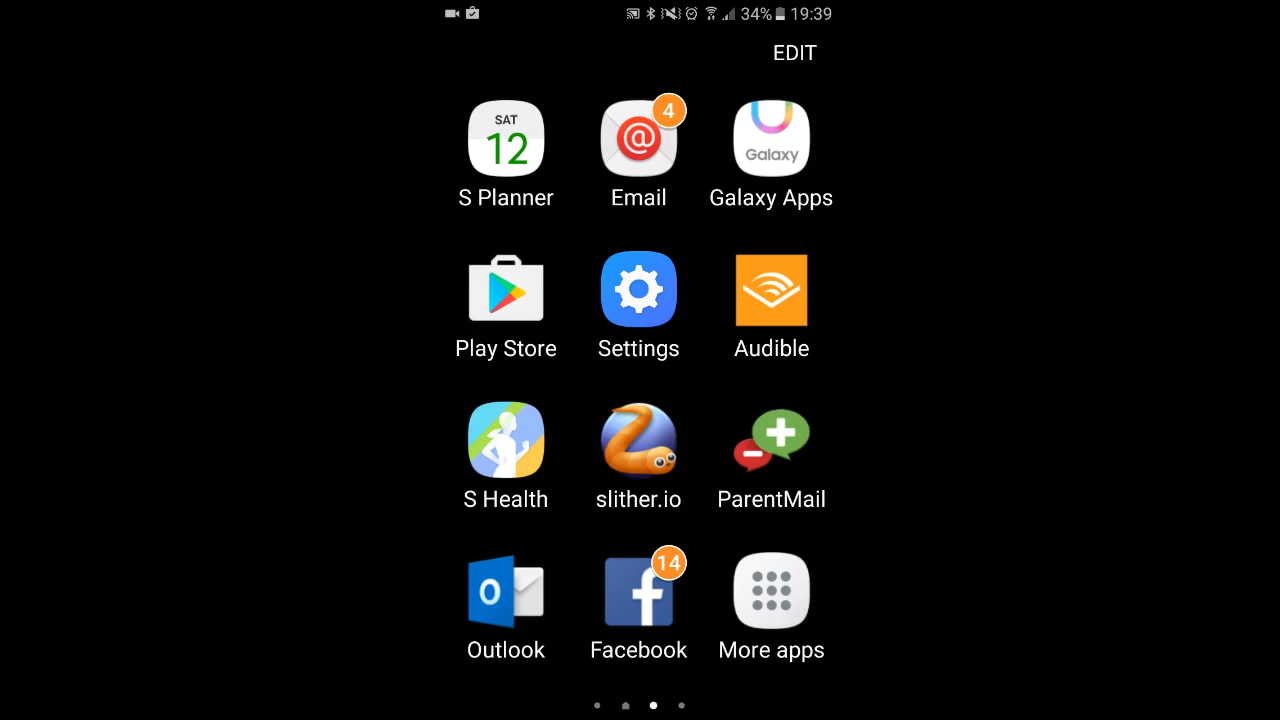 34% 19:39
EDIT
SAT
12
4
Galaxy
S Planner
Email
Galaxy Apps
Play Store
Settings
Audible
S Health
slither.io
ParentMail
O
f
14
Outlook
Facebook
More apps